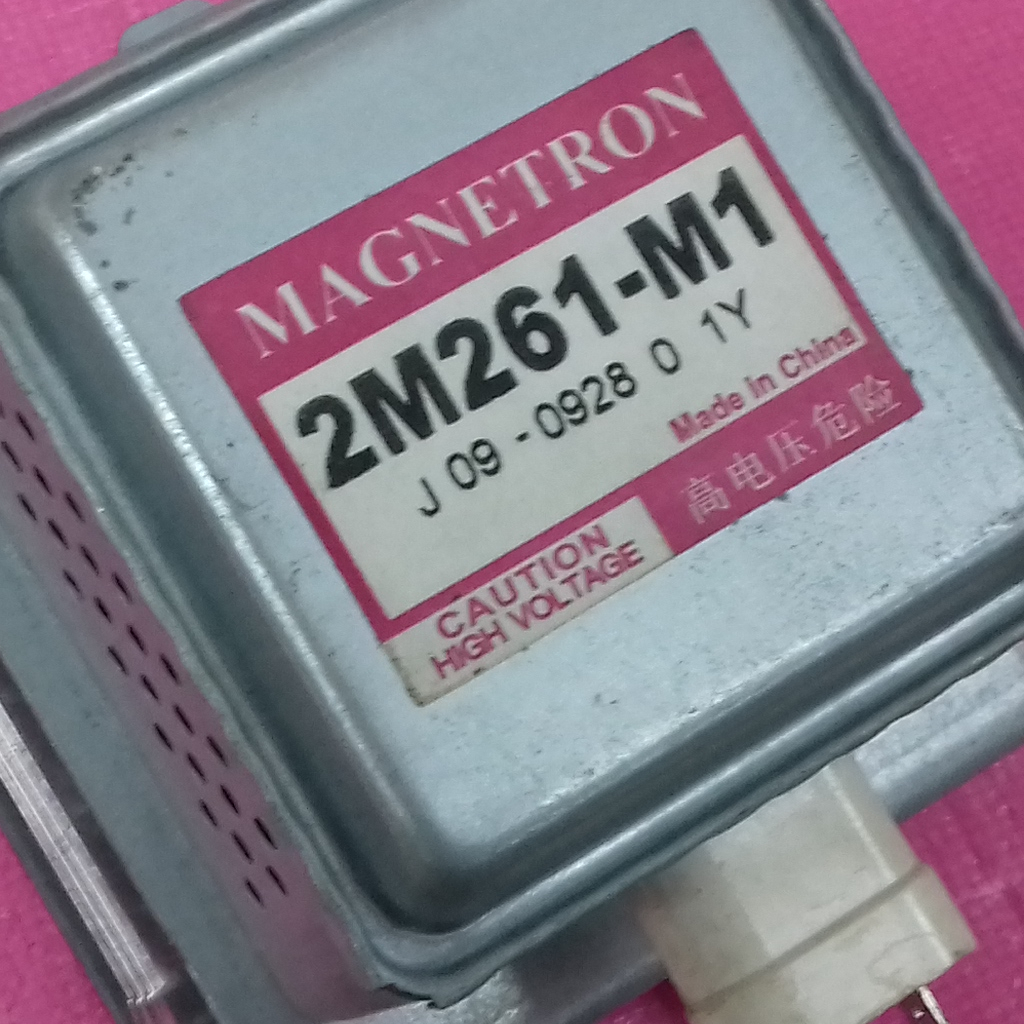 MAGNETRON
2M261-M1
J 09 - 0928 0 1Y
Made in China
高电压危险
CAUTION
HIGH VOLTAGE